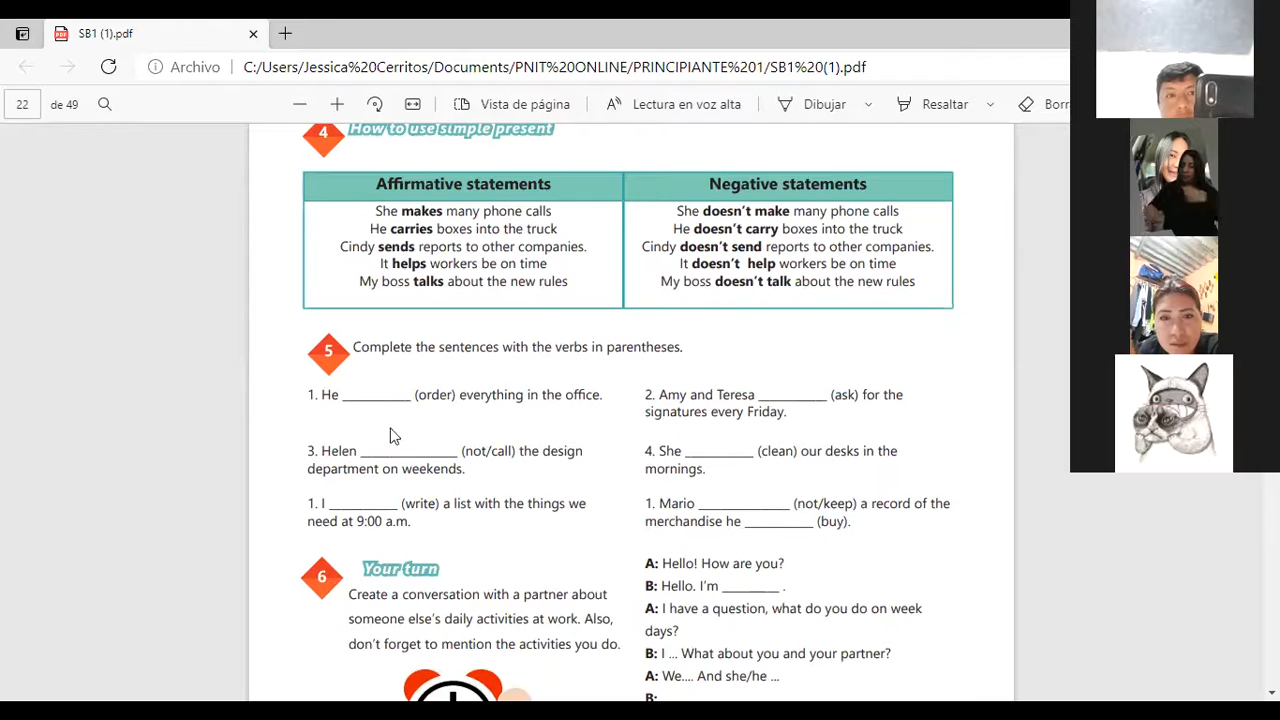 SB1 (1).pdf
Archivo
C:/Users/Jessica%20Cerritos/Documents/PNIT%20ONLINE/PRINCIPIANTE%201/SB1%20(1).pdf
22 de 49
Vista de página
Lectura en voz alta
Dibujar
Resaltar
Borr
4 How to use simple present
Affirmative statements
She makes many phone calls
He carries boxes into the truck
Cindy sends reports to other companies.
It helps workers be on time
My boss talks about the new rules
Negative statements
She doesn't make many phone calls
He doesn't carry boxes into the truck
Cindy doesn't send reports to other companies.
It doesn't help workers be on time
My boss doesn't talk about the new rules
5 Complete the sentences with the verbs in parentheses.
1. He __________ (order) everything in the office.
2. Amy and Teresa __________ (ask) for the
signatures every Friday.
3. Helen ______________ (not/call) the design
department on weekends.
4. She __________ (clean) our desks in the
mornings.
1. I __________ (write) a list with the things we
need at 9:00 a.m.
1. Mario _____________ (not/keep) a record of the
merchandise he __________ (buy).
6 Your turn
Create a conversation with a partner about
someone else's daily activities at work. Also,
don't forget to mention the activities you do.
A: Hello! How are you?
B: Hello. I'm ________ .
A: I have a question, what do you do on week
days?
B: I ... What about you and your partner?
A: We.... And she/he ...
B: